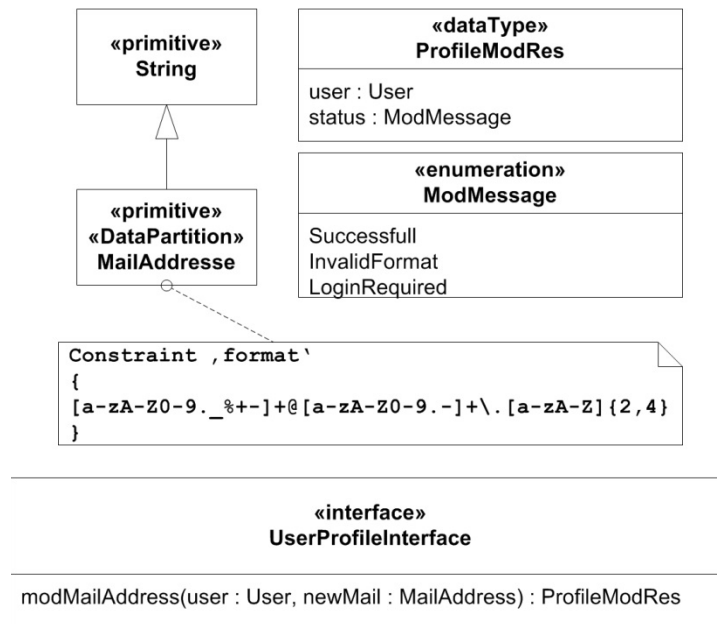 «primitive»
String
«dataType»
ProfileModRes
user : User
status : ModMessage
«primitive»
«DataPartition»
MailAddresse
«enumeration»
ModMessage
Successfull
InvalidFormat
LoginRequired
Constraint ‚format‘
{
[a-zA-Z0-9._%+-]+@[a-zA-Z0-9.-]+\.[a-zA-Z]{2,4}
}
«interface»
UserProfileInterface
modMailAddress(user : User, newMail : MailAddress) : ProfileModRes